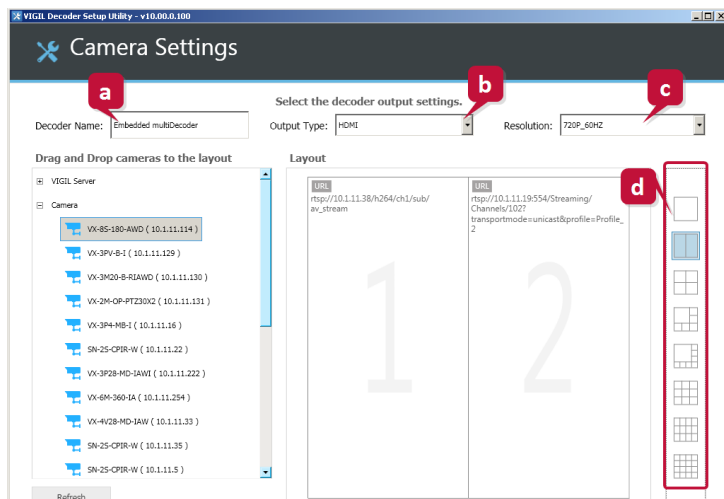 VIGIL Decoder Setup Utility - v10.00.0.100
Camera Settings
a
b
c
Select the decoder output settings.
Decoder Name: Embedded multiDecoder Output Type: HDMI Resolution: 720P_60HZ
Drag and Drop cameras to the layout
Layout
d
VIGIL Server
Camera
VX-8S-180-AWD ( 10.1.11.114 )
VX-3PV-B-I ( 10.1.11.129 )
VX-3M20-B-RIAWD ( 10.1.11.130 )
VX-2M-OP-PTZ30X2 ( 10.1.11.131 )
VX-3P4-MB-I ( 10.1.11.16 )
SN-2S-CPIR-W ( 10.1.11.22 )
VX-3P28-MD-IAWI ( 10.1.11.222 )
VX-6M-360-IA ( 10.1.11.254 )
VX-4V28-MD-IAW ( 10.1.11.33 )
SN-2S-CPIR-W ( 10.1.11.35 )
SN-2S-CPIR-W ( 10.1.11.5 )
Refresh
URL
rtsp://10.1.11.38/h264/ch1/sub/
av_stream
1
URL
rtsp://10.1.11.19:554/Streaming/
Channels/102?
transportmode=unicast&profile=Profile_
2
2